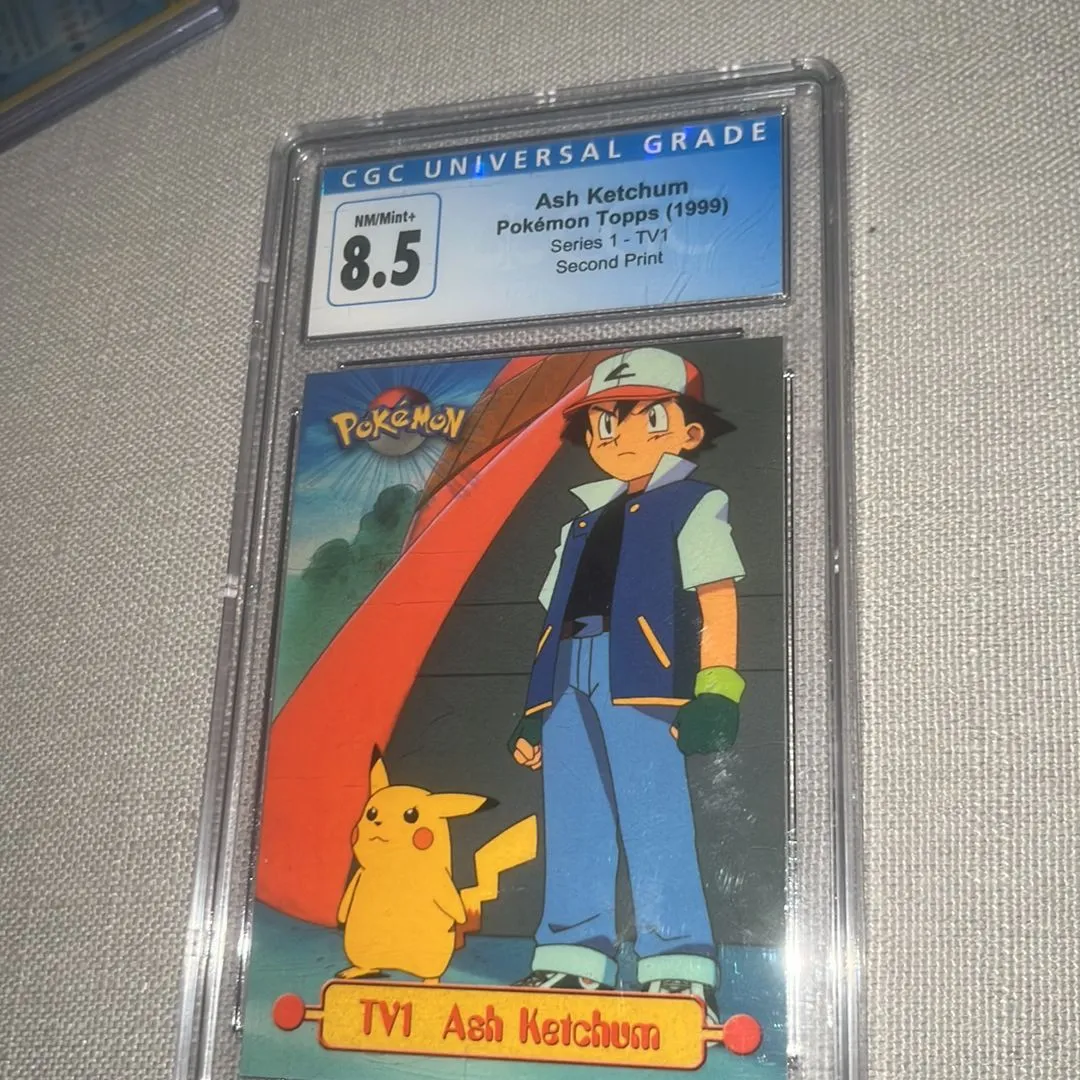 CGC UNIVERSAL GRADE
NM/Mint+
8.5
Ash Ketchum
Pokémon Topps (1999)
Series 1 - TV1
Second Print
POKéMON
TV1 Ash Ketchum